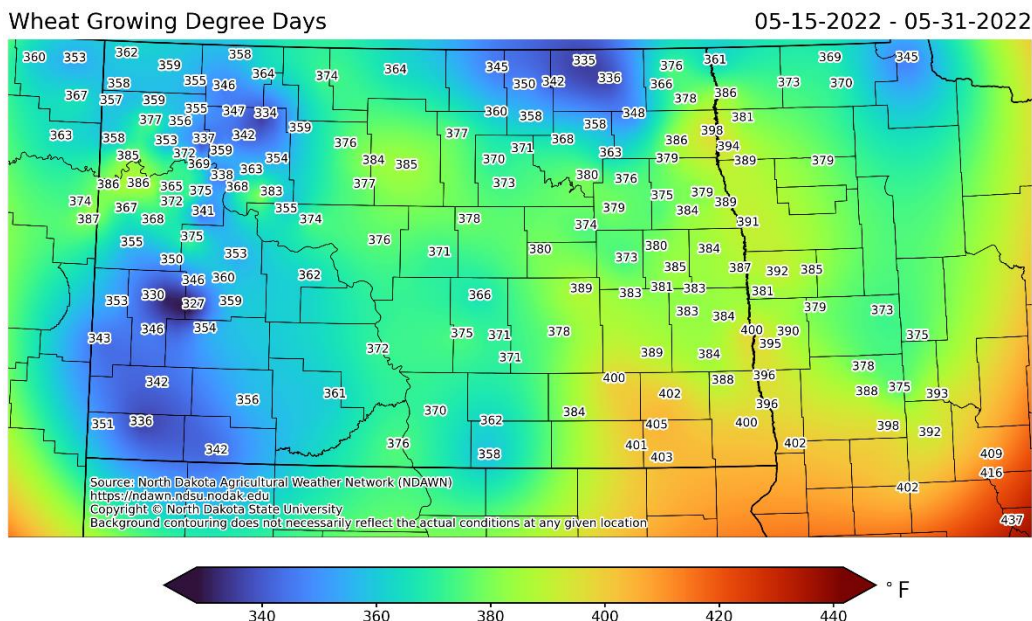 Wheat Growing Degree Days 05-15-2022 - 05-31-2022
360 353 362 359 358 364 374 364 345 335 336 376 361 369 345
358 355 346 350 342 366 386 373 370
367 357 359 355 347 334 360 358 358 348 378 381
377 356 342 359 377 368 398
363 358 353 337 359 376 371 363 386 394
385 372 369 354 384 385 370 379 389 379
386 386 365 338 363 377 373 380 376
375 368 383 375 379
374 367 372 341 355 379 384 389
387 368 374 378 374 391
355 375 376 371 380 380 384
350 353 373 385 387 392 385
346 360 362 389 381 383 381
353 330 327 359 366 383 379 373
383 384
343 346 354 375 371 378 400 390 375
372 371 389 384 395
342 400 388 396 378
356 361 402 388 375 393
351 336 370 362 384 405 396
400 398 392
342 376 358 401 403 402 409
416
402
437
Source: North Dakota Agricultural Weather Network (NDAWN)
https://ndawn.ndsu.nodak.edu
Copyright © North Dakota State University
Background contouring does not necessarily reflect the actual conditions at any given location
340 360 380 400 420 440 °F